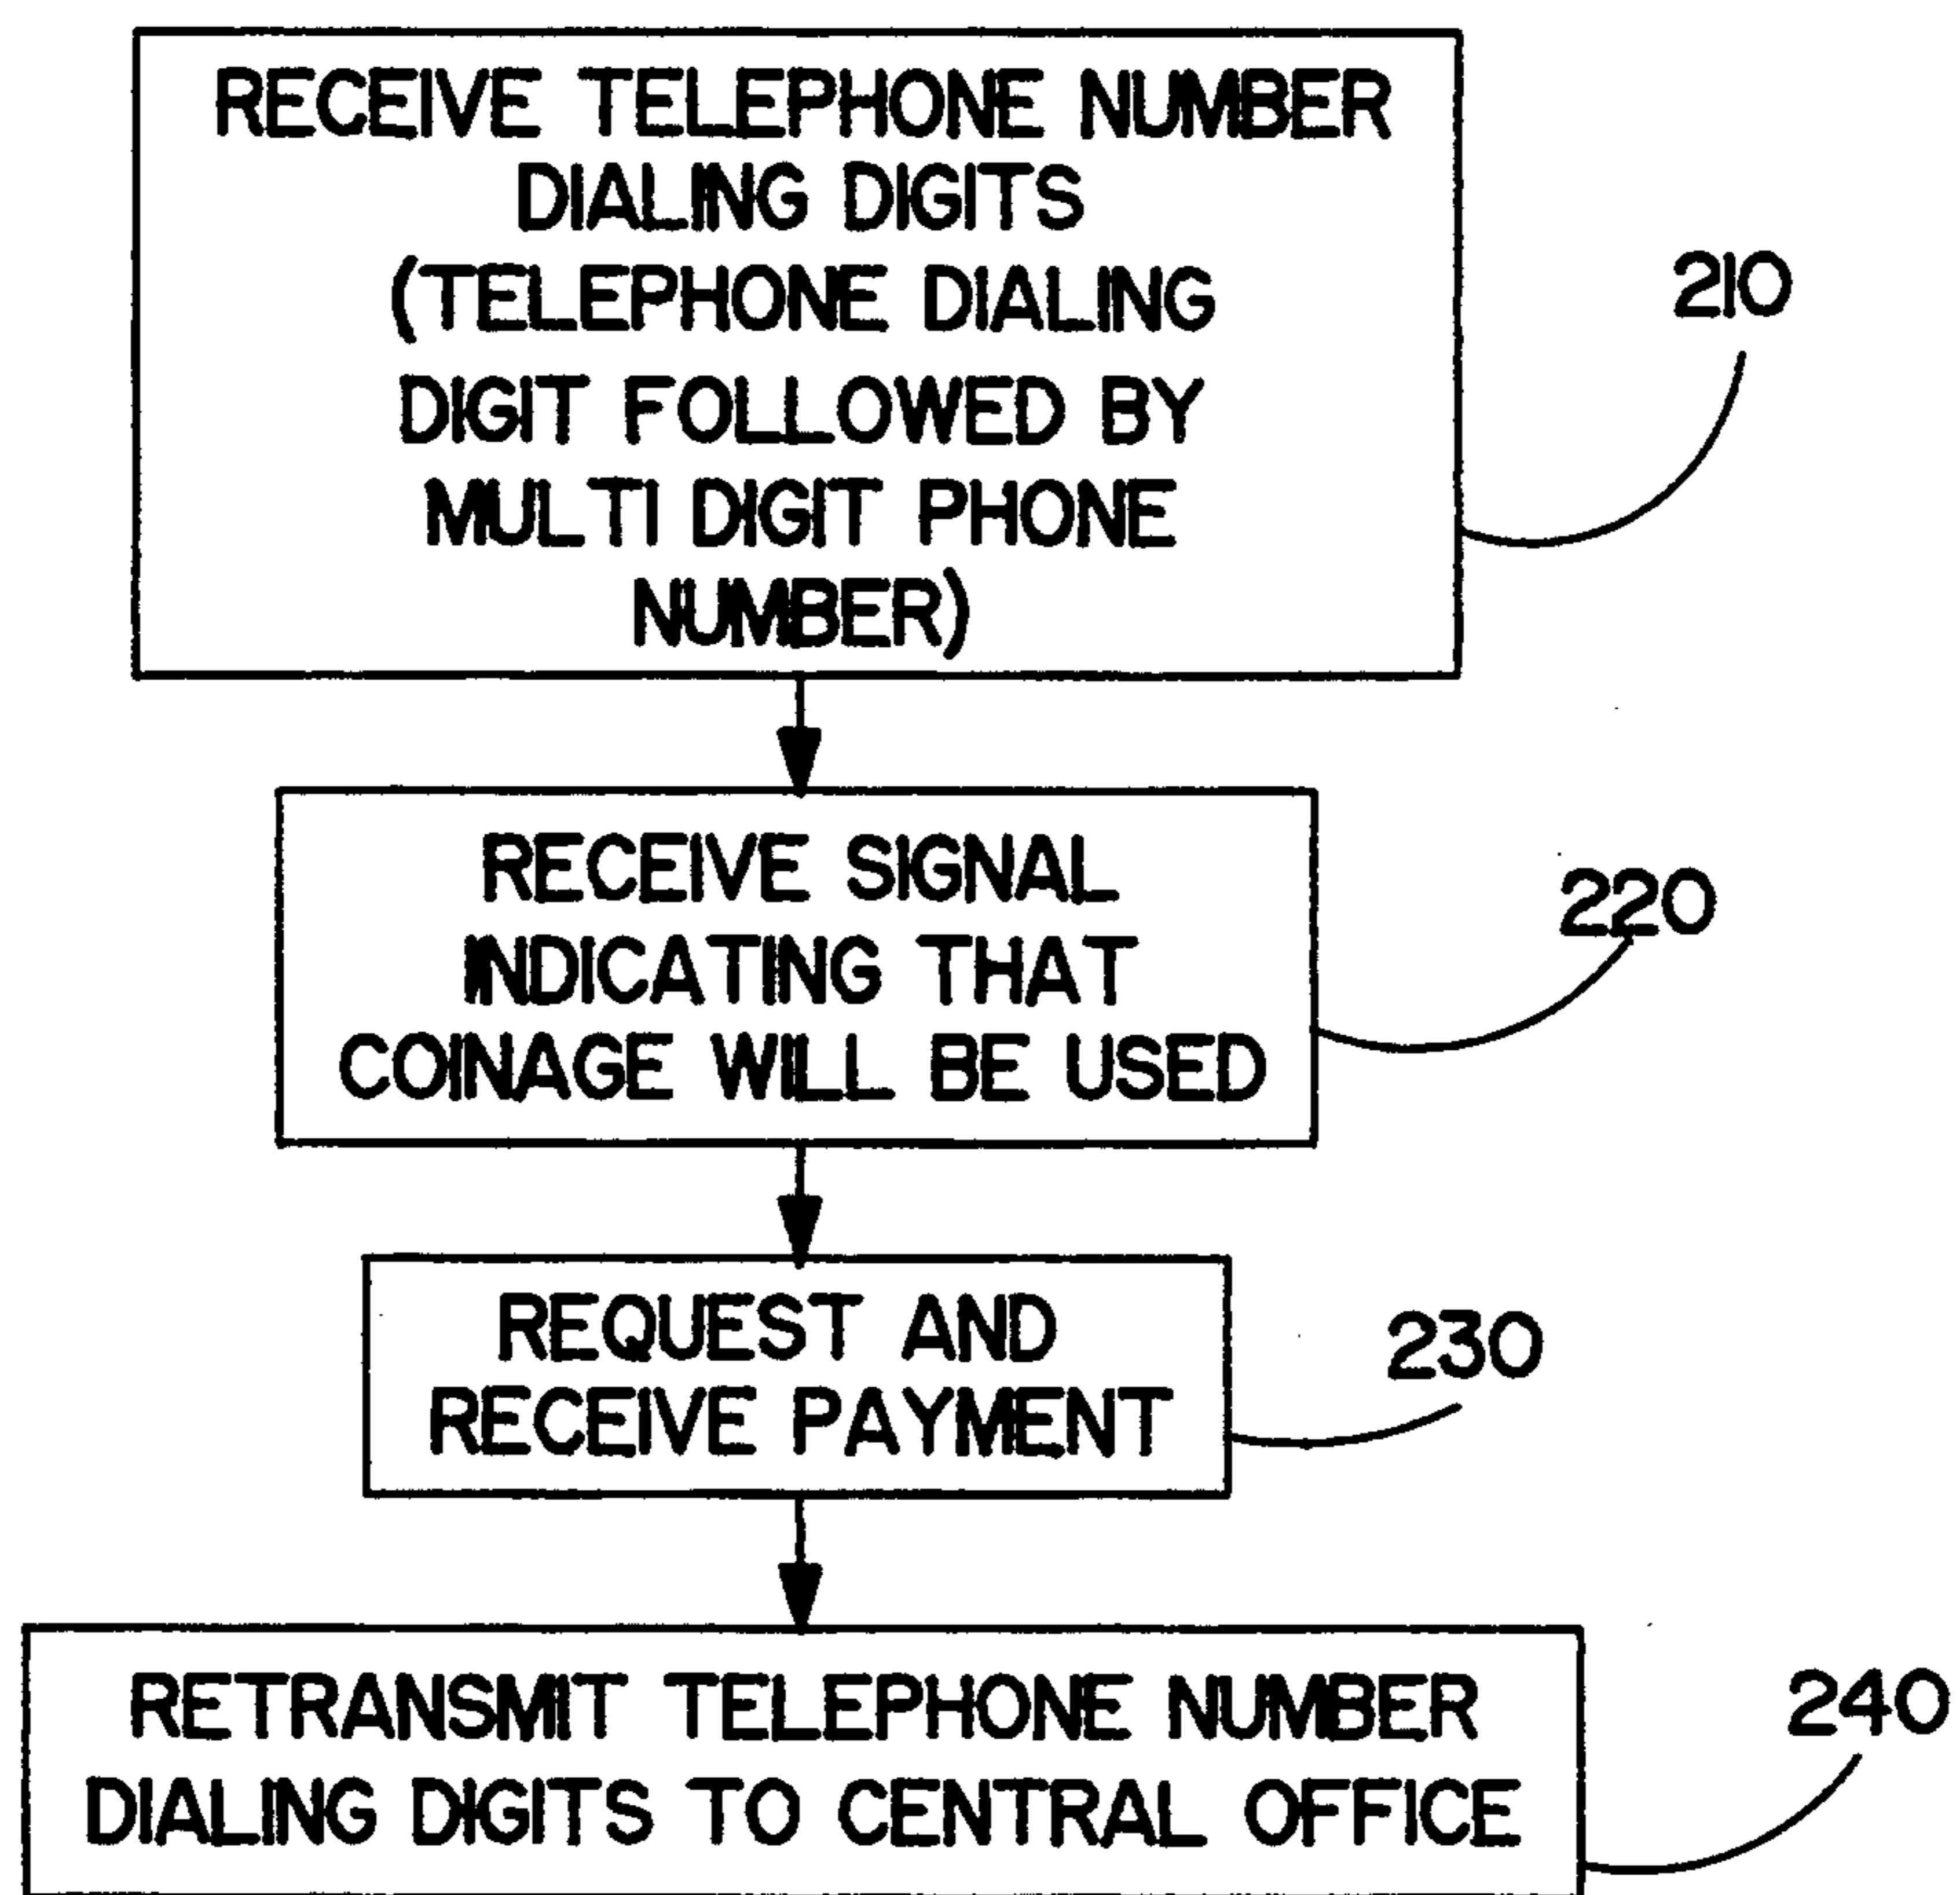 RECEIVE TELEPHONE NUMBER
DIALING DIGITS
(TELEPHONE DIALING
DIGIT FOLLOWED BY
MULTI DIGIT PHONE
NUMBER)
210
RECEIVE SIGNAL
INDICATING THAT
COINAGE WILL BE USED
220
REQUEST AND
RECEIVE PAYMENT
230
RETRANSMIT TELEPHONE NUMBER
DIALING DIGITS TO CENTRAL OFFICE
240